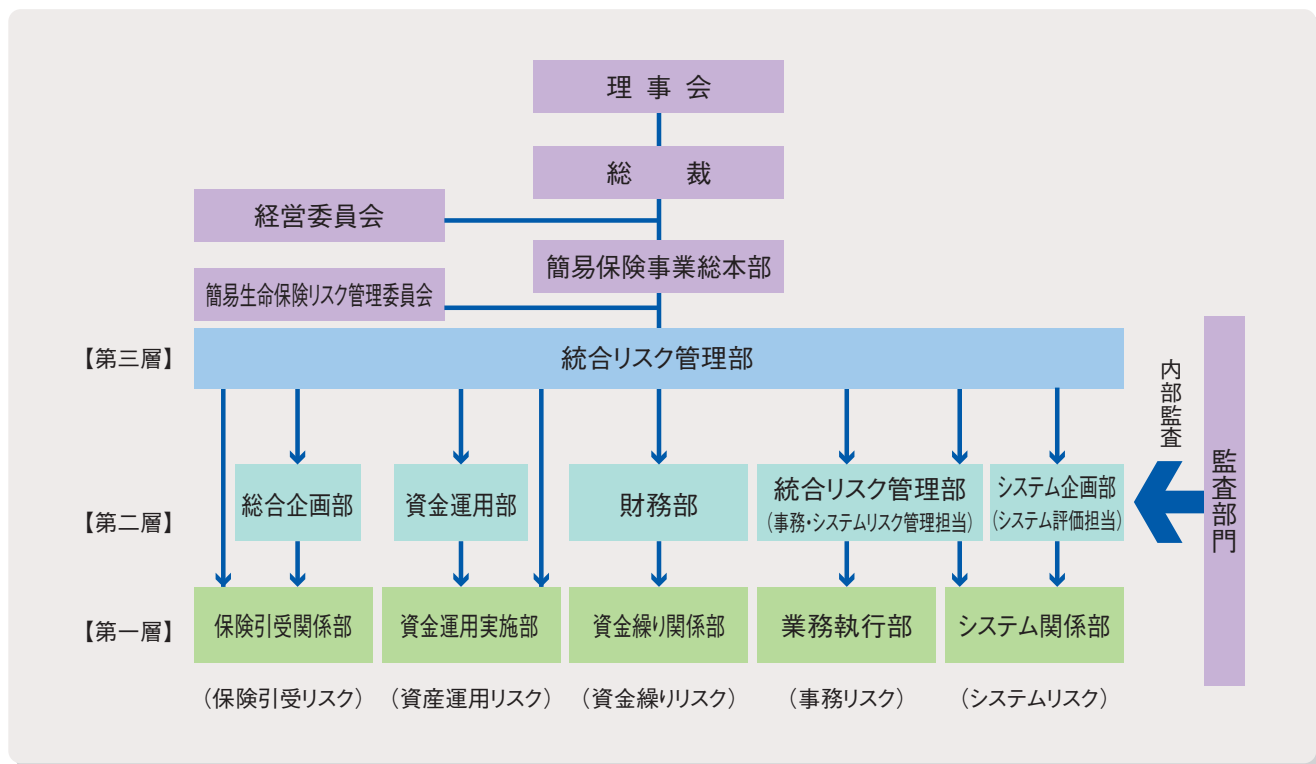 理事会
総裁
経営委員会
簡易保険事業総本部
簡易生命保険リスク管理委員会
【第三層】
統合リスク管理部
内部監査
監査部門
【第二層】
総合企画部
資金運用部
財務部
統合リスク管理部
(事務・システムリスク管理担当)
システム企画部
(システム評価担当)
【第一層】
保険引受関係部
資金運用実施部
資金繰り関係部
業務執行部
システム関係部
(保険引受リスク)
(資産運用リスク)
(資金繰りリスク)
(事務リスク)
(システムリスク)